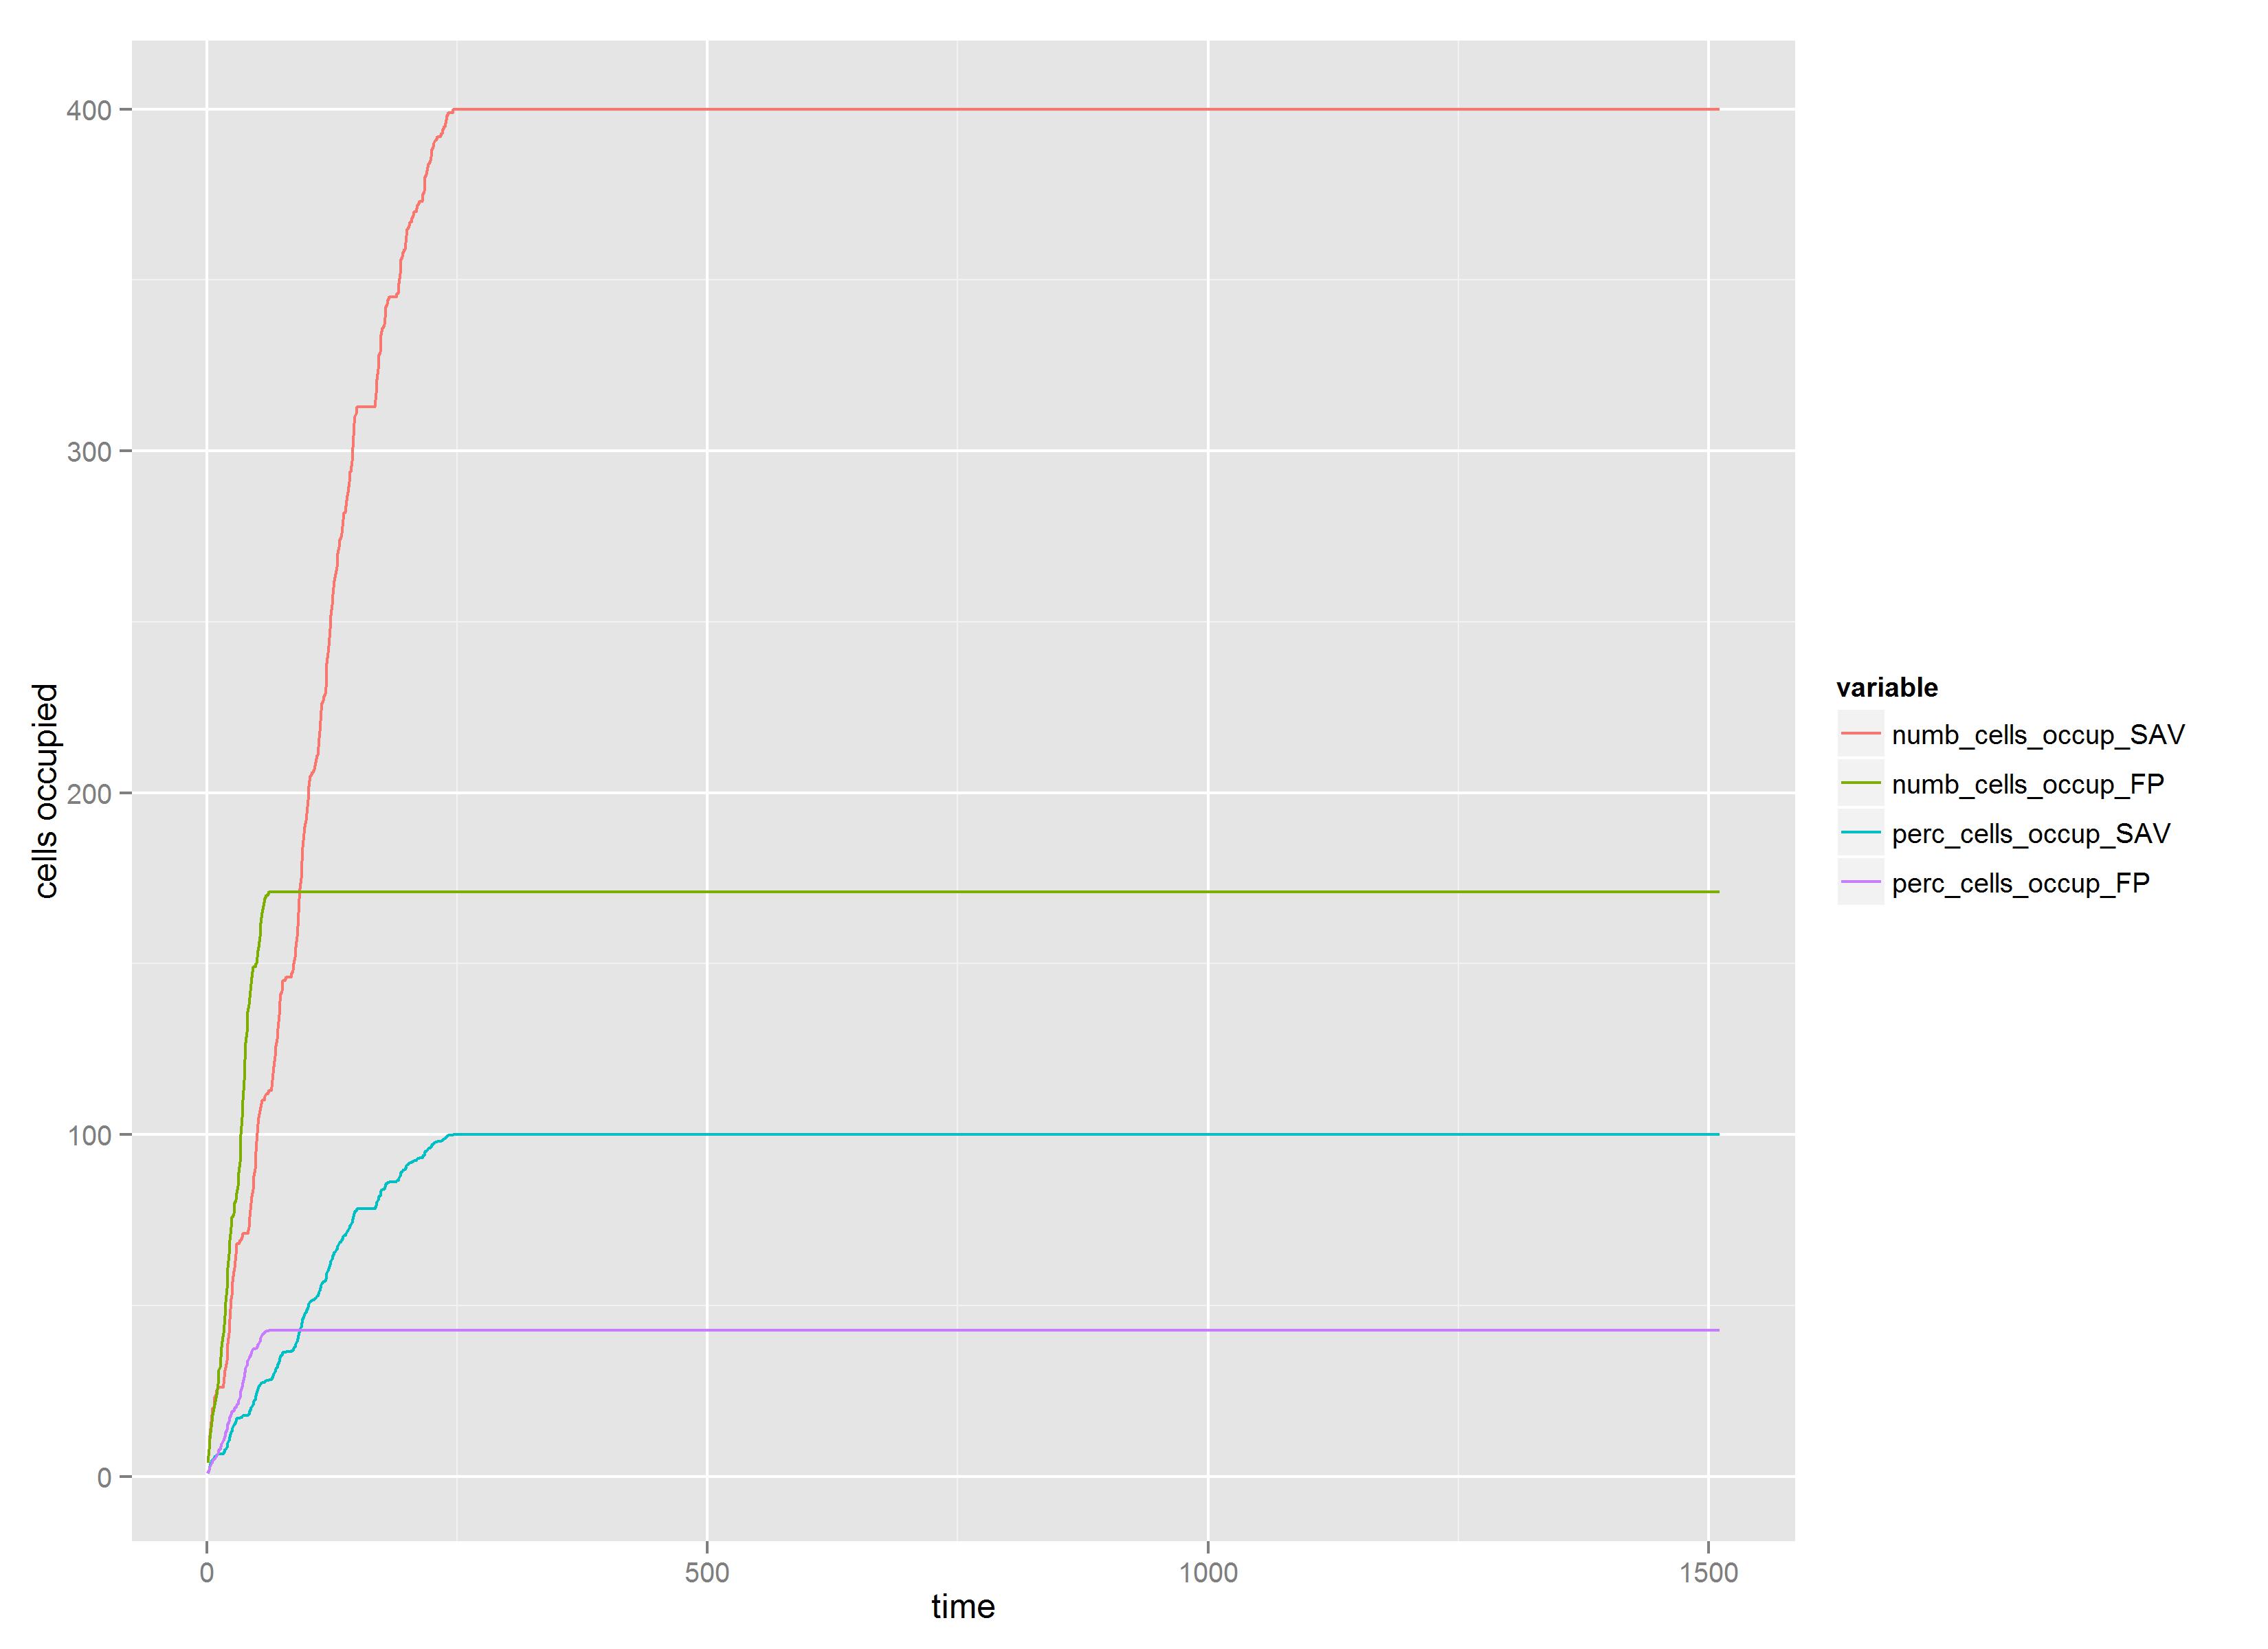 400
300
200
100
0
cells occupied
0 500 1000 1500
time
variable
numb_cells_occup_SAV
numb_cells_occup_FP
perc_cells_occup_SAV
perc_cells_occup_FP